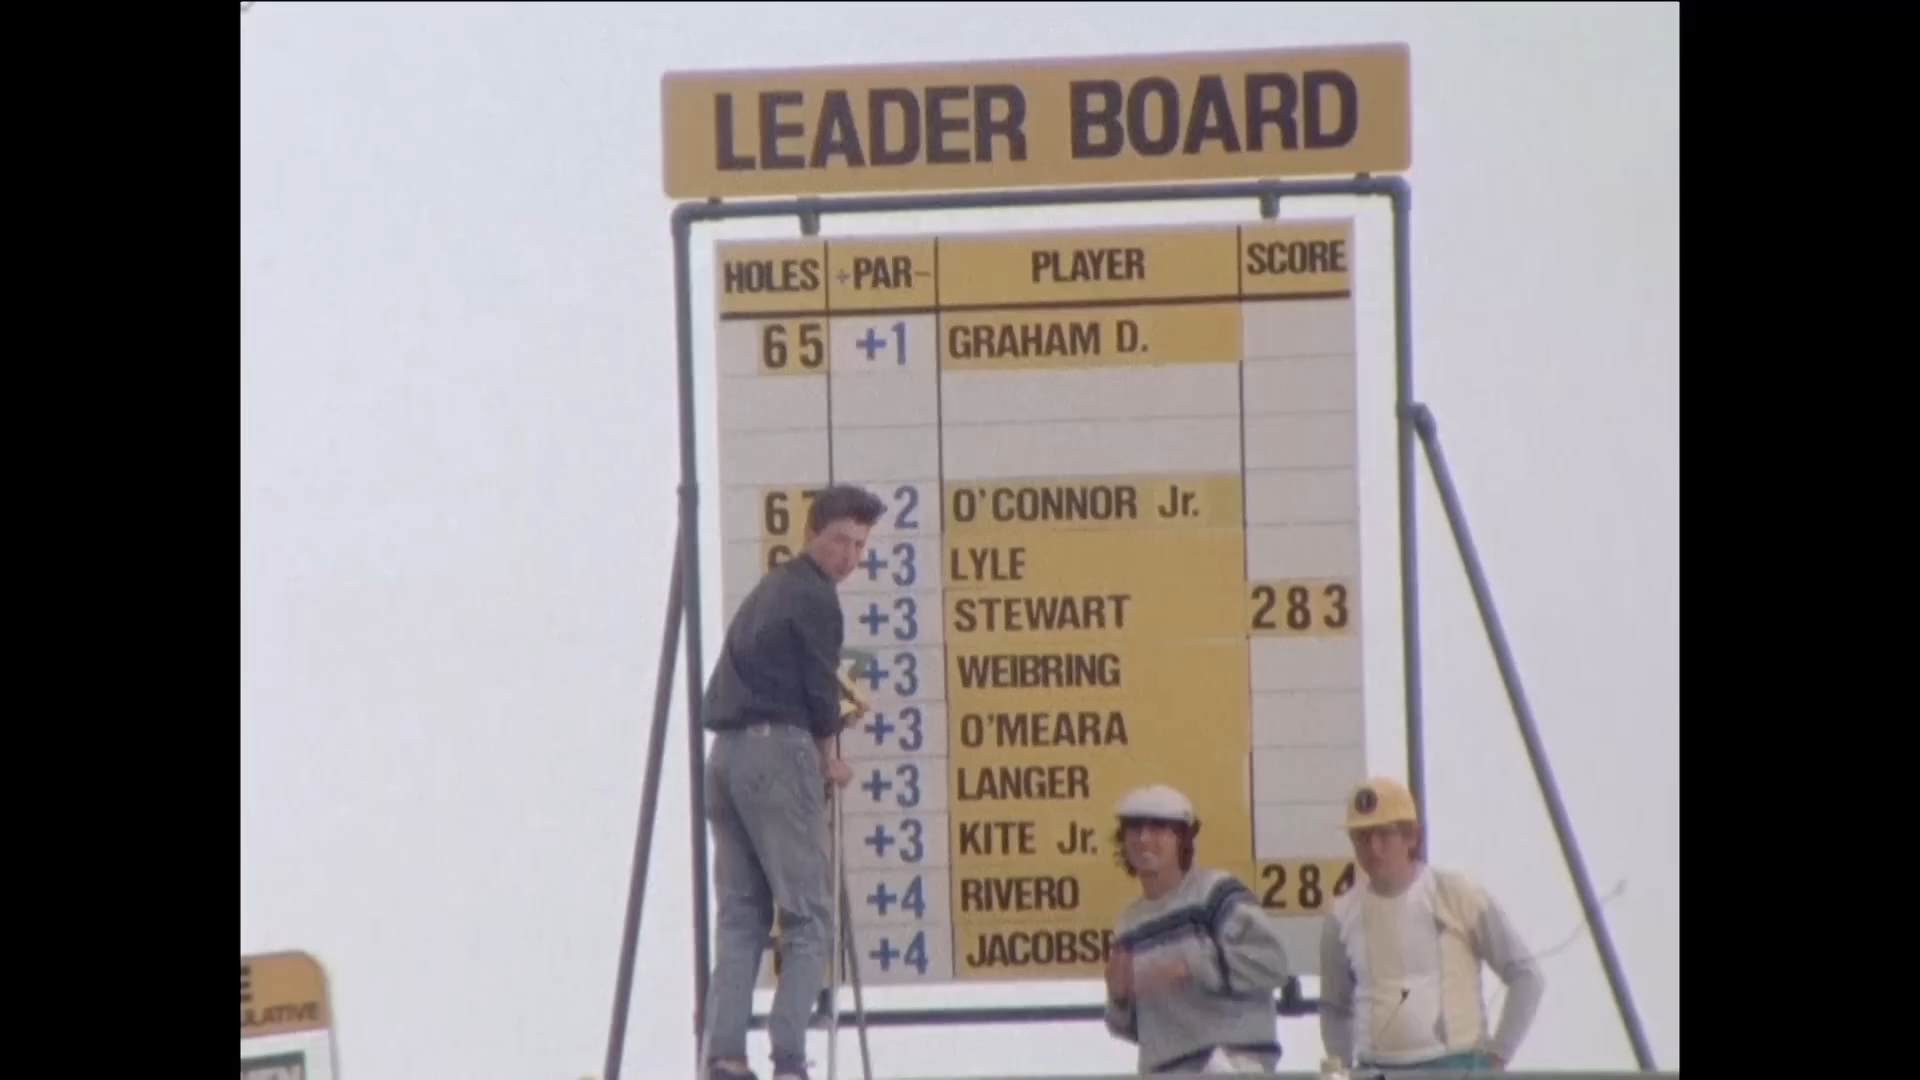 LEADER BOARD
HOLES +PAR- PLAYER SCORE
65 +1 GRAHAM D.
2 O'CONNOR Jr.
+3 LYLE
+3 STEWART 283
+3 WEIBRING
+3 O'MEARA
+3 LANGER
+3 KITE Jr.
+4 RIVERO 284
+4